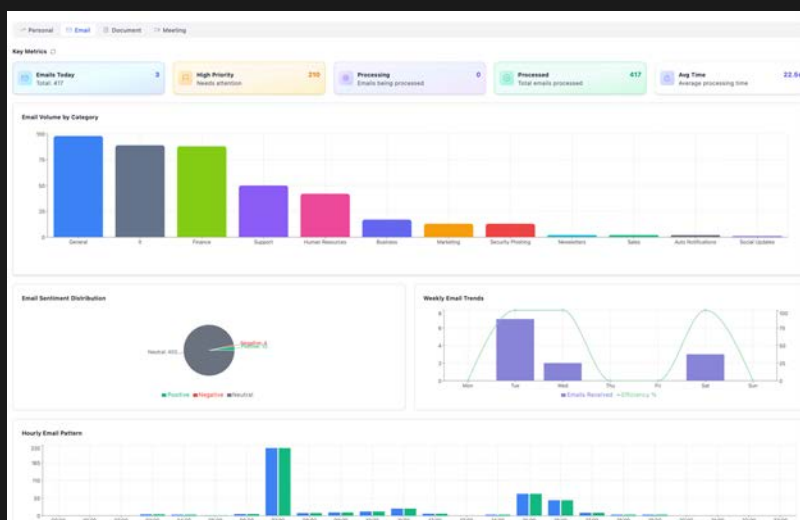 Personal Email Document Meeting
Key Metrics
Emails Today 3
Total: 417
High Priority 210
Needs attention
Processing 0
Emails being processed
Processed 417
Total emails processed
Avg Time
Average processing time
Email Volume by Category
100
75
50
25
0
General It Finance Support Human Resources Business Marketing Security Phishing Newsletters Sales Auto Notifications Social Updates
Email Sentiment Distribution
Positive Negative Neutral
Weekly Email Trends
8 100
6 75
4 50
2 25
0 0
Mon Tue Wed Thu Fri Sat Sun
Emails Received Efficiency %
Hourly Email Pattern
220
165
110
50
0